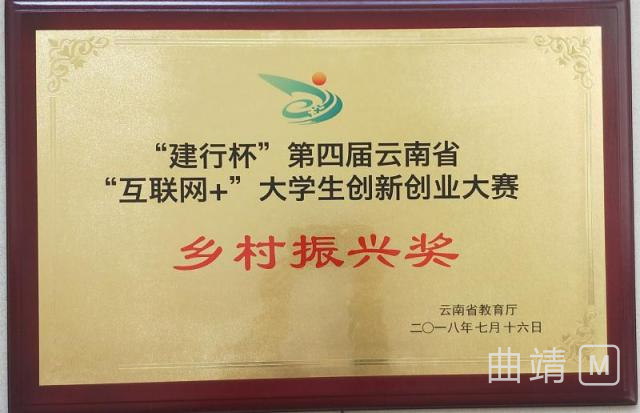 “建行杯”第四届云南省
“互联网+”大学生创新创业大赛
乡村振兴奖
云南省教育厅
二〇一八年七月十六日
曲靖M